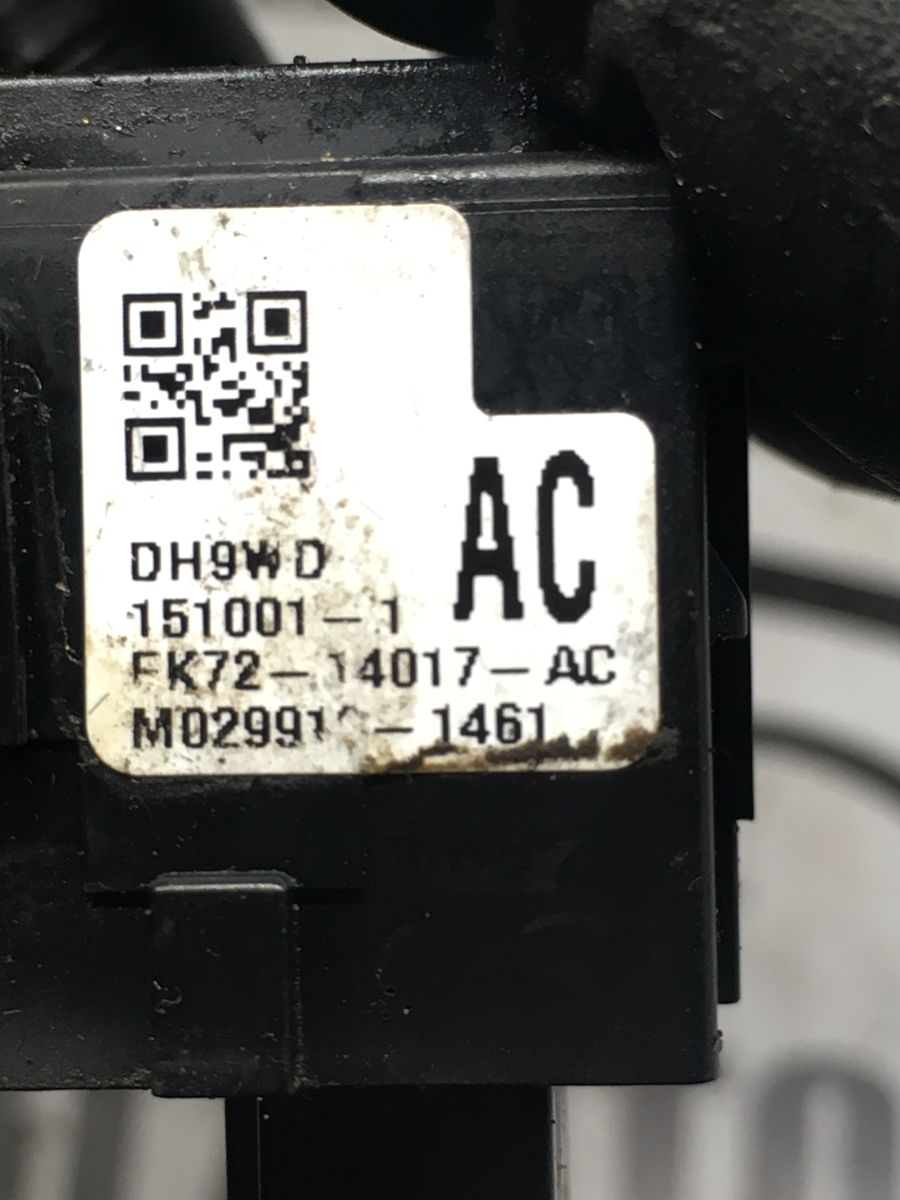 AC
DH9WD
151001-1
FK72-14017-AC
-1461